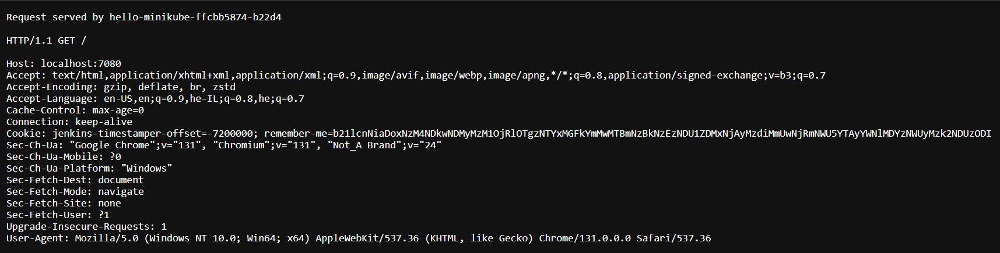 Request served by hello-minikube-ffcbb5874-b22d4
HTTP/1.1 GET /
Host: localhost:7080
Accept: text/html,application/xhtml+xml,application/xml;q=0.9,image/avif,image/webp,image/apng,*/*;q=0.8,application/signed-exchange;v=b3;q=0.7
Accept-Encoding: gzip, deflate, br, zstd
Accept-Language: en-US,en;q=0.9,he-IL;q=0.8,he;q=0.7
Cache-Control: max-age=0
Connection: keep-alive
Cookie: jenkins-timestamper-offset=-7200000; remember-me=b21lcnNiaDoxNzM4NDkwNDMyMzM1OjRlOTgzNTYxMGFkYmMwMTBmNzBkNzEzNDU1ZDMxNjAyMzdiMmUwNjRmNWU5YTAyYWNlMDYzNWUyMzk2NDUzODI
Sec-Ch-Ua: "Google Chrome";v="131", "Chromium";v="131", "Not_A Brand";v="24"
Sec-Ch-Ua-Mobile: ?0
Sec-Ch-Ua-Platform: "Windows"
Sec-Fetch-Dest: document
Sec-Fetch-Mode: navigate
Sec-Fetch-Site: none
Sec-Fetch-User: ?1
Upgrade-Insecure-Requests: 1
User-Agent: Mozilla/5.0 (Windows NT 10.0; Win64; x64) AppleWebKit/537.36 (KHTML, like Gecko) Chrome/131.0.0.0 Safari/537.36